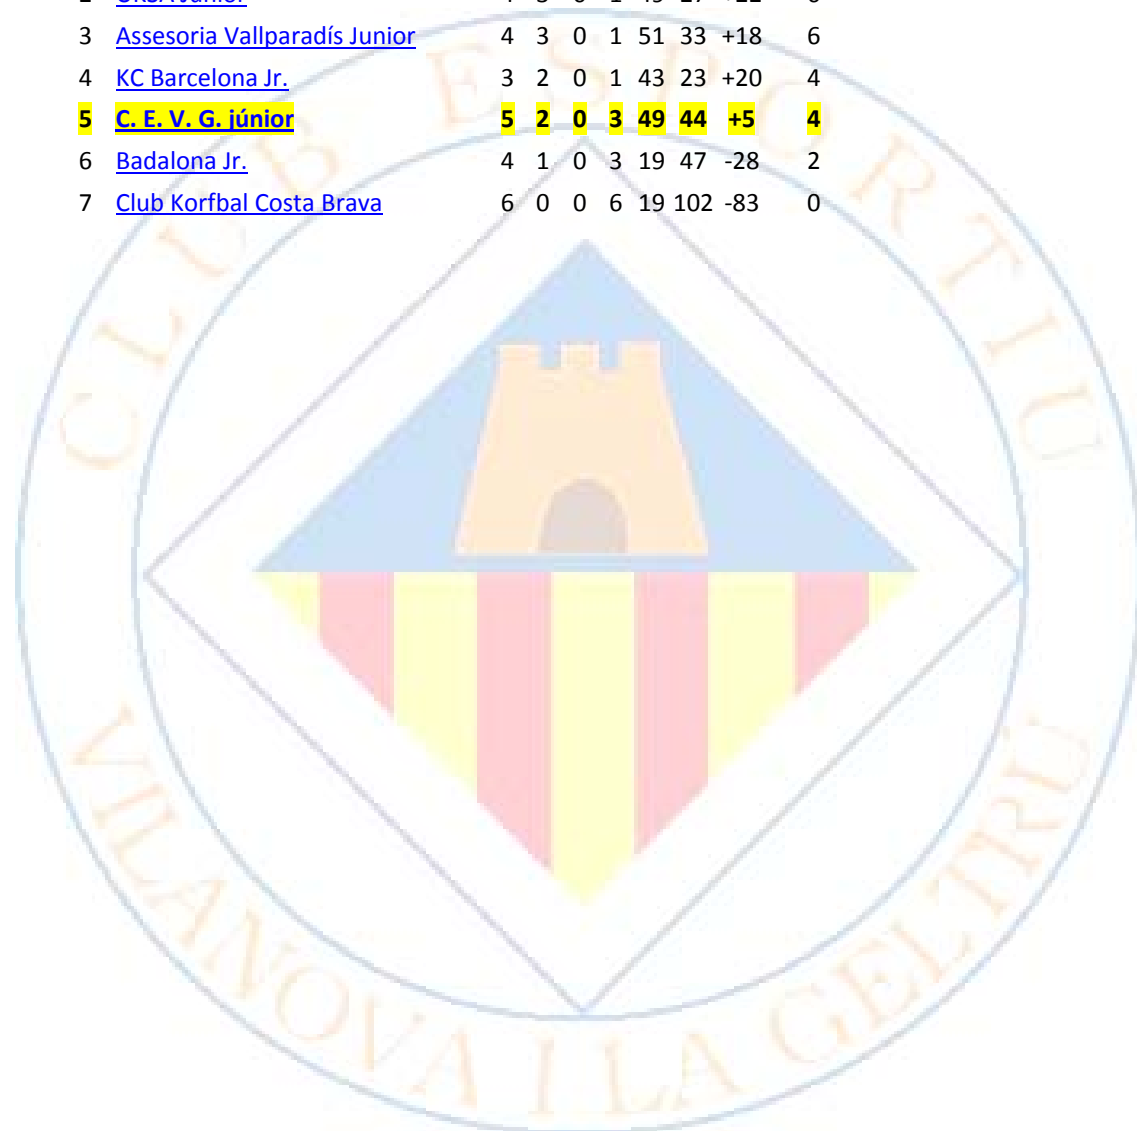 3 Assesoria Vallparadís Junior 4 3 0 1 51 33 +18 6
4 KC Barcelona Jr. 3 2 0 1 43 23 +20 4
5 C. E. V. G. júnior 5 2 0 3 49 44 +5 4
6 Badalona Jr. 4 1 0 3 19 47 -28 2
7 Club Korfbal Costa Brava 6 0 0 6 19 102 -83 0
CLUB ESPORTIU
VILANOVA I LA GELTRÚ